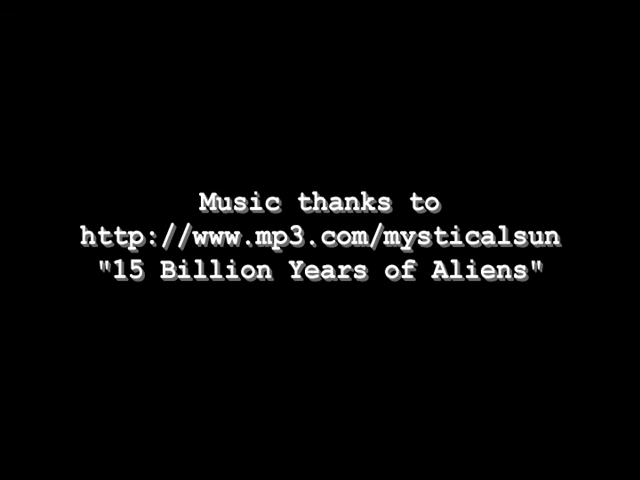 Music thanks to
http://www.mp3.com/mysticalsun
"15 Billion Years of Aliens"